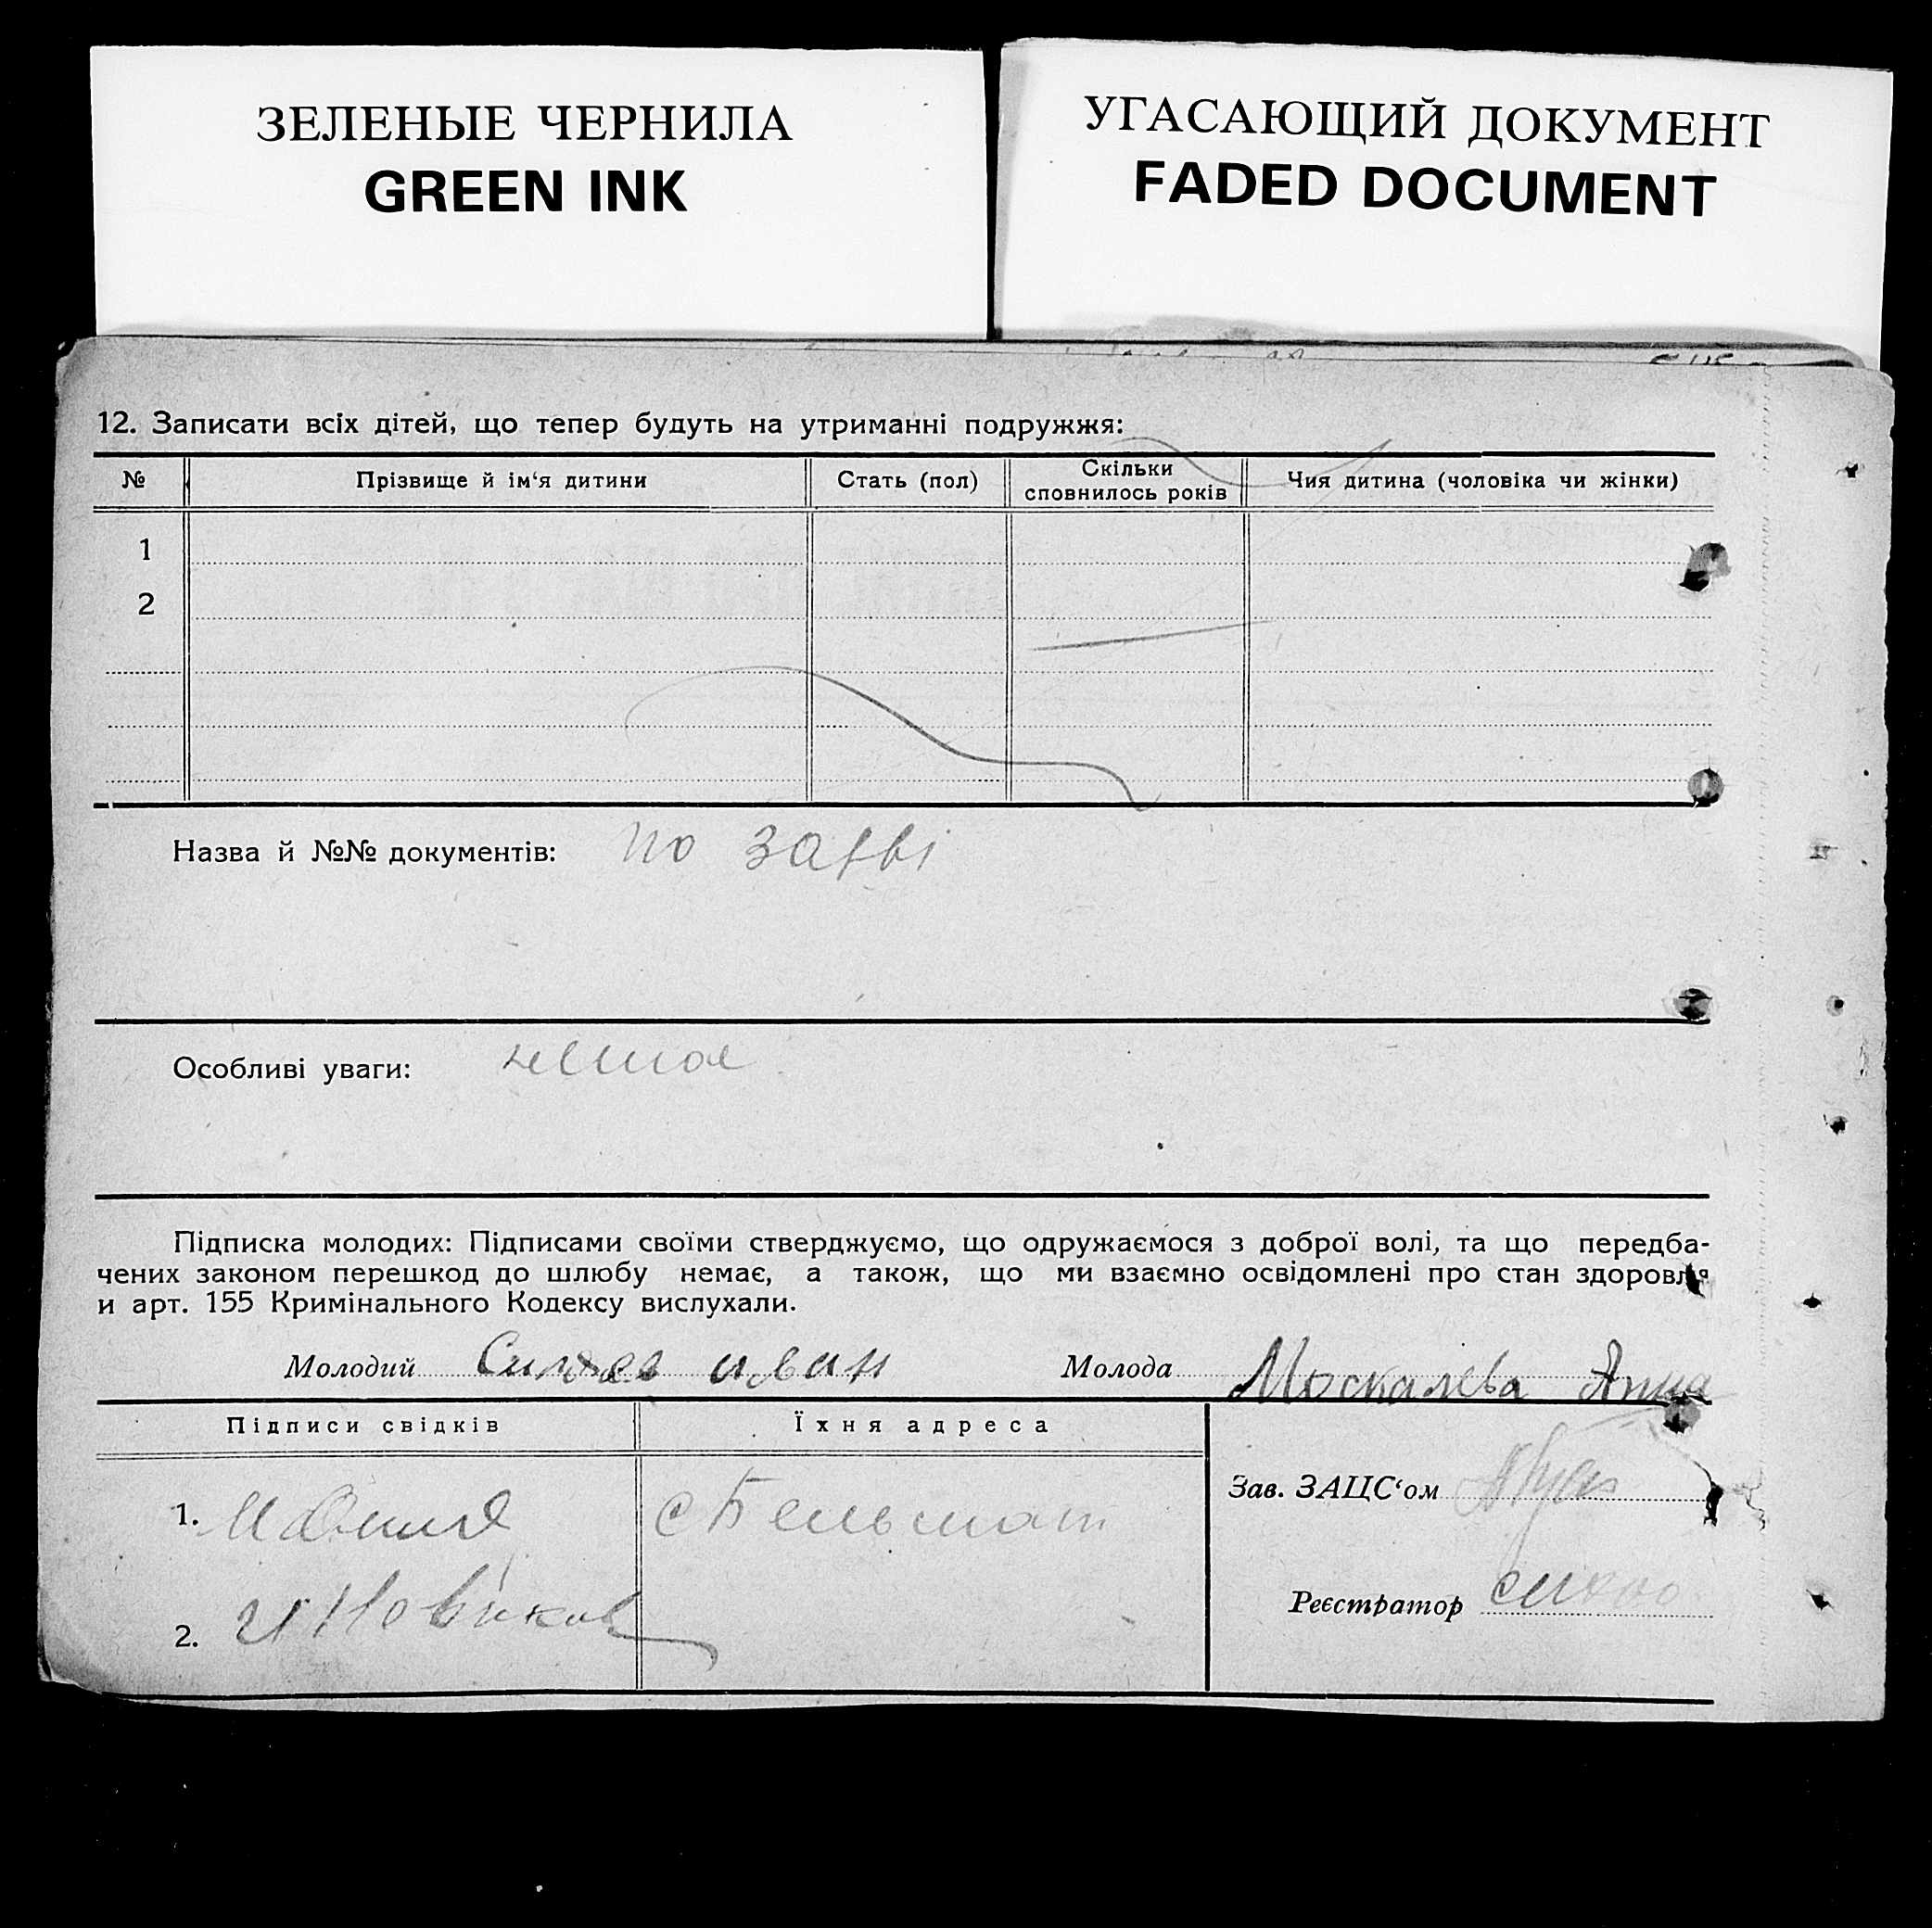 ЗЕЛЕНЫЕ ЧЕРНИЛА
GREEN INK
УГАСАЮЩИЙ ДОКУМЕНТ
FADED DOCUMENT
12. Записати всіх дітей, що тепер будуть на утриманні подружжя:
№ Прізвище й ім‘я дитини Стать (пол) Скільки сповнилось років Чия дитина (чоловіка чи жінки)
1
2
Назва й №№ документів: по заяві
Особливі уваги: немає
Підписка молодих: Підписами своїми стверджуємо, що одружаємося з доброї волі, та що передба-
чених законом перешкод до шлюбу немає, а також, що ми взаємно освідомлені про стан здоровля
и арт. 155 Кримінального Кодексу вислухали.
Молодий иван Молода Москалева Анна
Підписи свідків Їхня адреса
Зав. ЗАЦС‘ом
1. с
Реєстратор
2. И Новиков